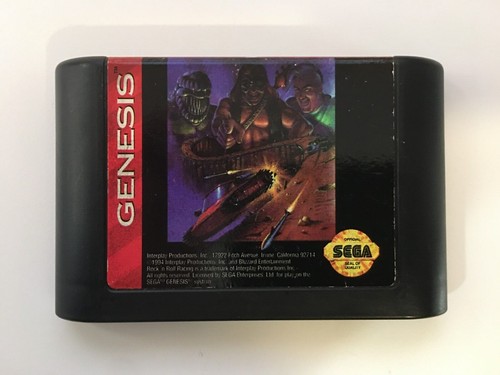 GENESIS
Interplay Productions, Inc. 17922 Fitch Avenue, Irvine, California 92714
© 1994 Interplay Productions, Inc. and Blizzard Entertainment.
Rock n' Roll Racing is a trademark of Interplay Productions, Inc.
All rights reserved. Licensed by SEGA Enterprises, Ltd. for play on the
SEGA™ GENESIS™ system.
OFFICIAL
SEGA
SEAL OF
QUALITY